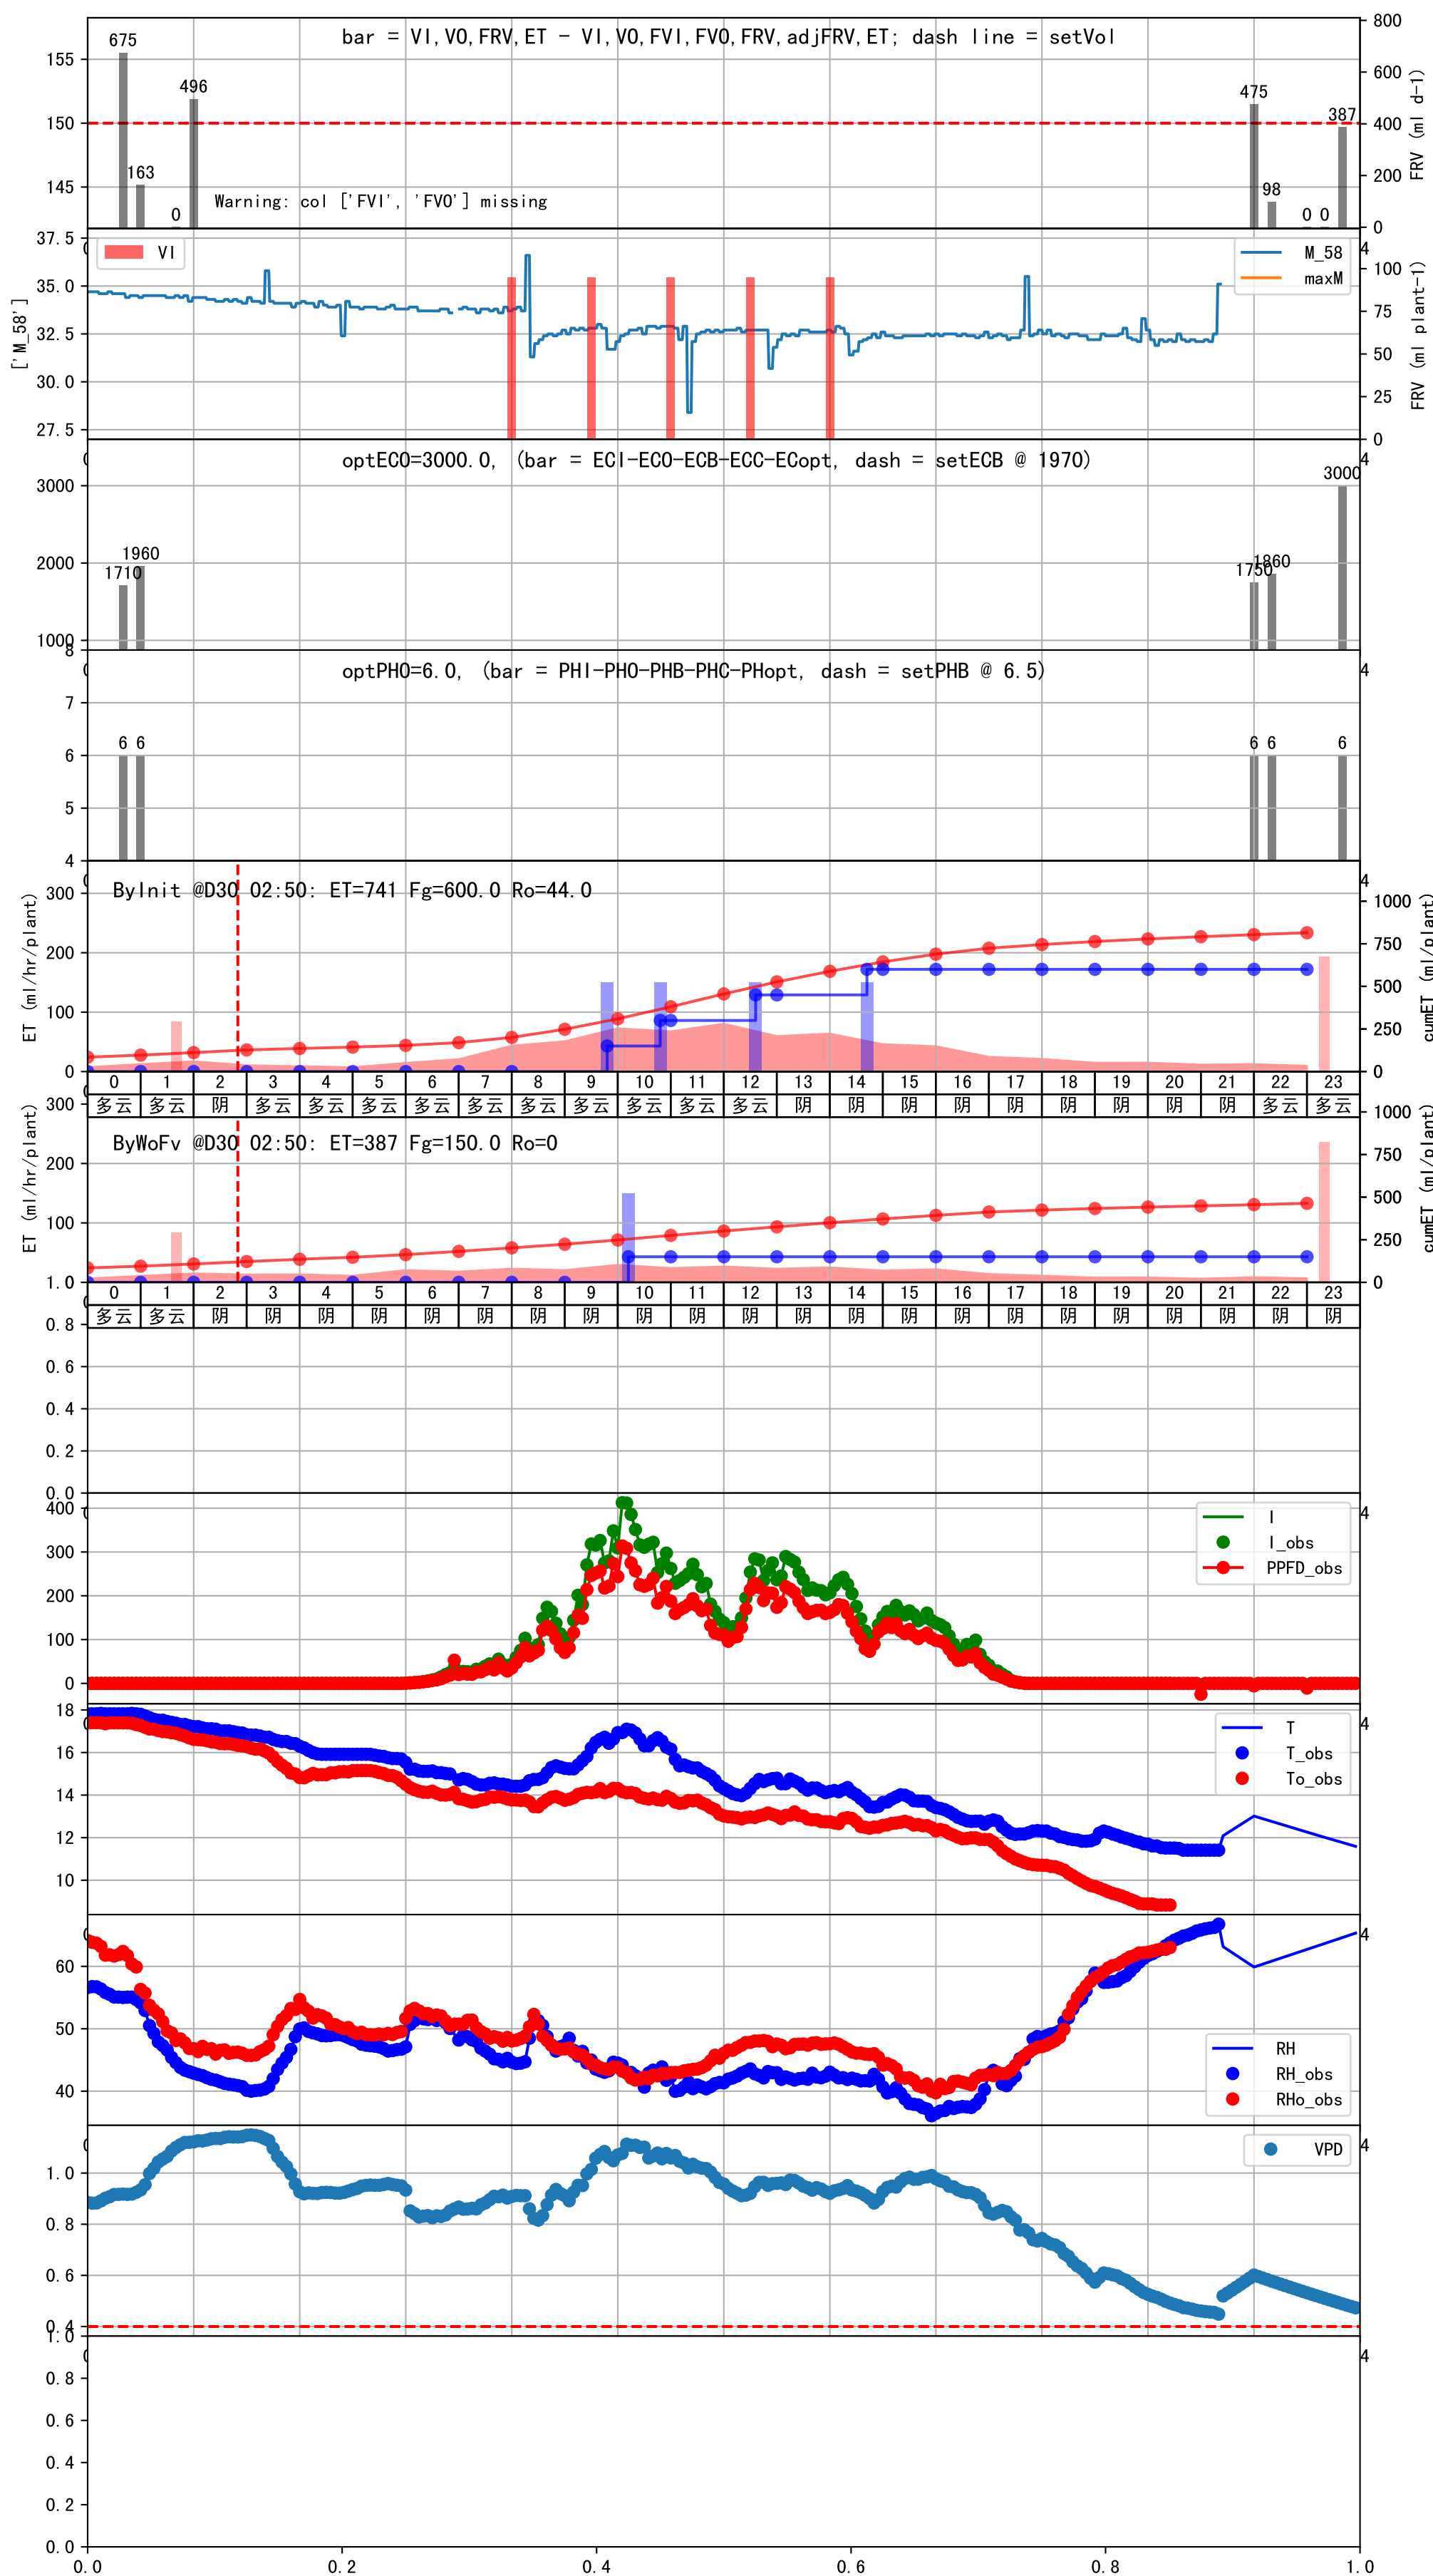 bar = VI,VO,FRV,ET - VI,VO,FVI,FVO,FRV,adjFRV,ET; dash line = setVol
675
163
0
496
475
98
0
0
387
Warning: col ['FVI', 'FVO'] missing
155
150
145
800
600
400
200
0
FRV (ml d-1)
VI
M_58
maxM
['M_58']
37.5
35.0
32.5
30.0
27.5
100
75
50
25
0
FRV (ml plant-1)
optECO=3000.0, (bar = ECI-ECO-ECB-ECC-ECopt, dash = setECB @ 1970)
3000
2000
1000
1710
1960
1750
1860
3000
optPHO=6.0, (bar = PHI-PHO-PHB-PHC-PHopt, dash = setPHB @ 6.5)
8
7
6
5
4
6
6
6
6
6
ByInit @D30 02:50: ET=741 Fg=600.0 Ro=44.0
ET (ml/hr/plant)
300
200
100
0
1000
750
500
250
0
cumET (ml/plant)
0 1 2 3 4 5 6 7 8 9 10 11 12 13 14 15 16 17 18 19 20 21 22 23
多云 多云 阴 多云 多云 多云 多云 多云 多云 多云 多云 多云 多云 阴 阴 阴 阴 阴 阴 阴 阴 阴 多云 多云
ByWoFv @D30 02:50: ET=387 Fg=150.0 Ro=0
ET (ml/hr/plant)
300
200
100
1000
750
500
250
0
cumET (ml/plant)
0 1 2 3 4 5 6 7 8 9 10 11 12 13 14 15 16 17 18 19 20 21 22 23
多云 多云 阴 阴 阴 阴 阴 阴 阴 阴 阴 阴 阴 阴 阴 阴 阴 阴 阴 阴 阴 阴 多云 阴
1.0
0.8
0.6
0.4
0.2
0.0
I
I_obs
PPFD_obs
400
300
200
100
0
T
T_obs
To_obs
18
16
14
12
10
RH
RH_obs
RHo_obs
60
50
40
VPD
1.0
0.8
0.6
0.4
1.0
0.8
0.6
0.4
0.2
0.0
0.0 0.2 0.4 0.6 0.8 1.0